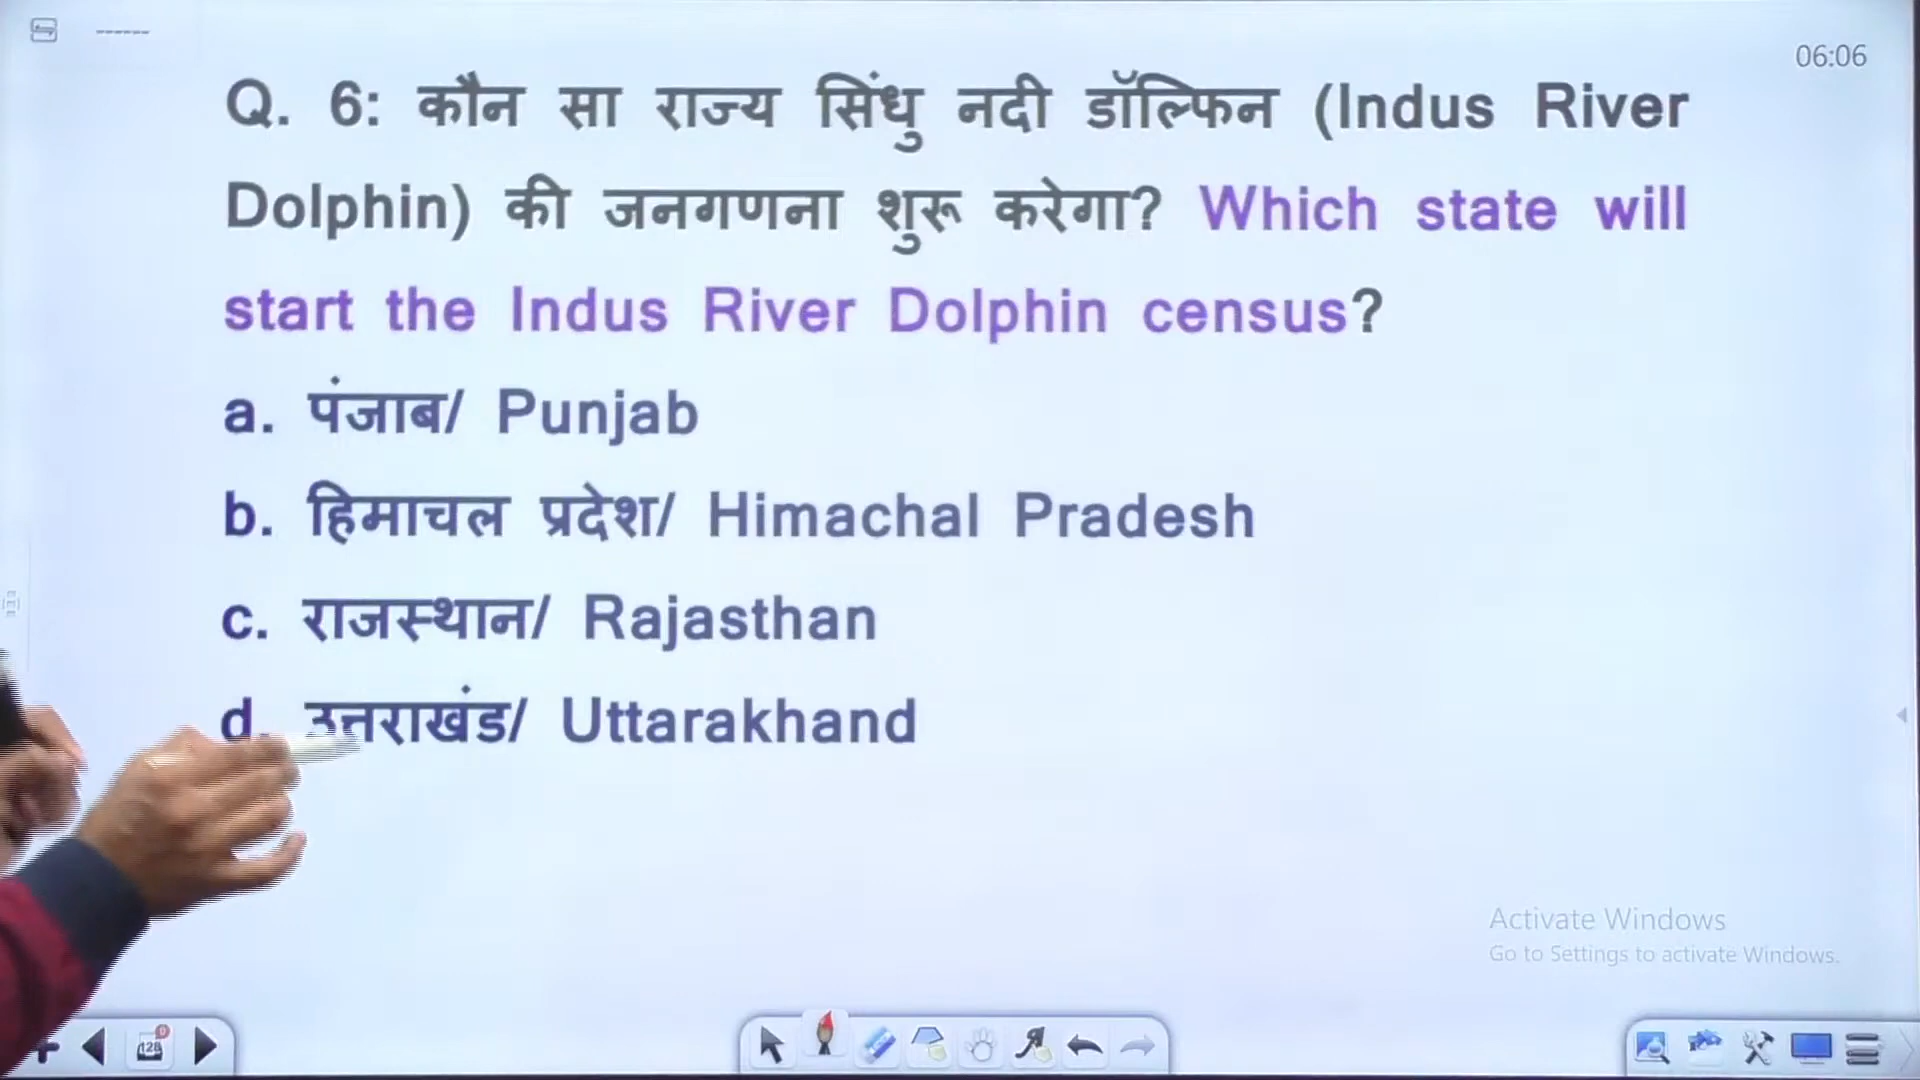 06:06
Q. 6: कौन सा राज्य सिंधु नदी डॉल्फिन (Indus River
Dolphin) की जनगणना शुरू करेगा? Which state will
start the Indus River Dolphin census?
a. पंजाब/ Punjab
b. हिमाचल प्रदेश/ Himachal Pradesh
c. राजस्थान/ Rajasthan
d. उत्तराखंड/ Uttarakhand
Activate Windows
Go to Settings to activate Windows.
128
0